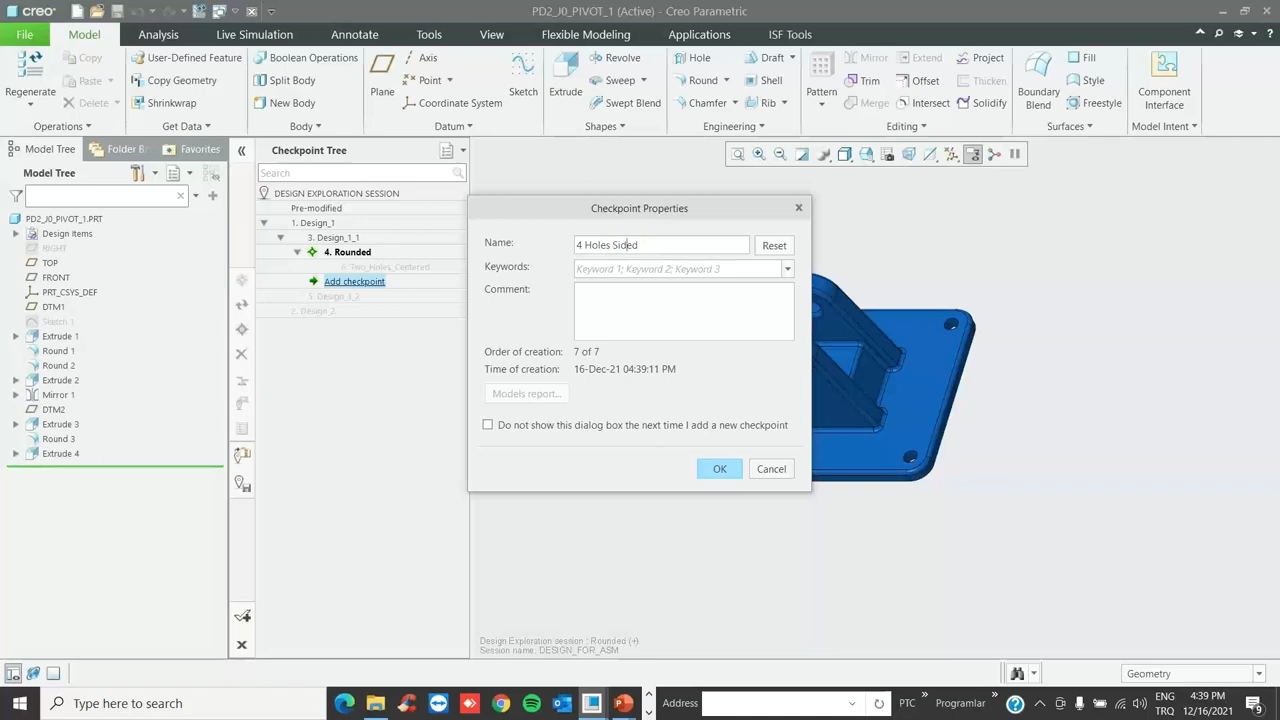 creo
PD2_J0_PIVOT_1 (Active) - Creo Parametric
File Model Analysis Live Simulation Annotate Tools View Flexible Modeling Applications ISF Tools
Regenerate
Copy
Paste
Delete
Operations
User-Defined Feature
Copy Geometry
Shrinkwrap
Get Data
Boolean Operations
Split Body
New Body
Body
Plane
Axis
Point
Coordinate System
Sketch
Datum
Extrude
Revolve
Sweep
Swept Blend
Shapes
Hole
Round
Chamfer
Draft
Shell
Rib
Engineering
Pattern
Mirror
Trim
Merge
Extend
Offset
Intersect
Project
Thicken
Solidify
Editing
Boundary
Blend
Fill
Style
Freestyle
Surfaces
Component
Interface
Model Intent
Model Tree Folder B Favorites
Model Tree
PD2_J0_PIVOT_1.PRT
Design Items
RIGHT
TOP
FRONT
PRT_CSYS_DEF
DTM1
Sketch 1
Extrude 1
Round 1
Round 2
Extrude 2
Mirror 1
DTM2
Extrude 3
Round 3
Extrude 4
Checkpoint Tree
Search
DESIGN EXPLORATION SESSION
Pre-modified
1. Design_1
3. Design_1_1
4. Rounded
6. Two_Holes_Centered
Add checkpoint
5. Design_1_2
2. Design_2
Checkpoint Properties
Name: 4 Holes Sided Reset
Keywords: Keyword 1; Keyword 2; Keyword 3
Comment:
Order of creation: 7 of 7
Time of creation: 16-Dec-21 04:39:11 PM
Models report...
Do not show this dialog box the next time I add a new checkpoint
OK Cancel
Design Exploration session : Rounded (+)
Session name: DESIGN_FOR_ASM
Geometry
Type here to search
Address
PTC
Programlar
ENG
TRQ
4:39 PM
12/16/2021